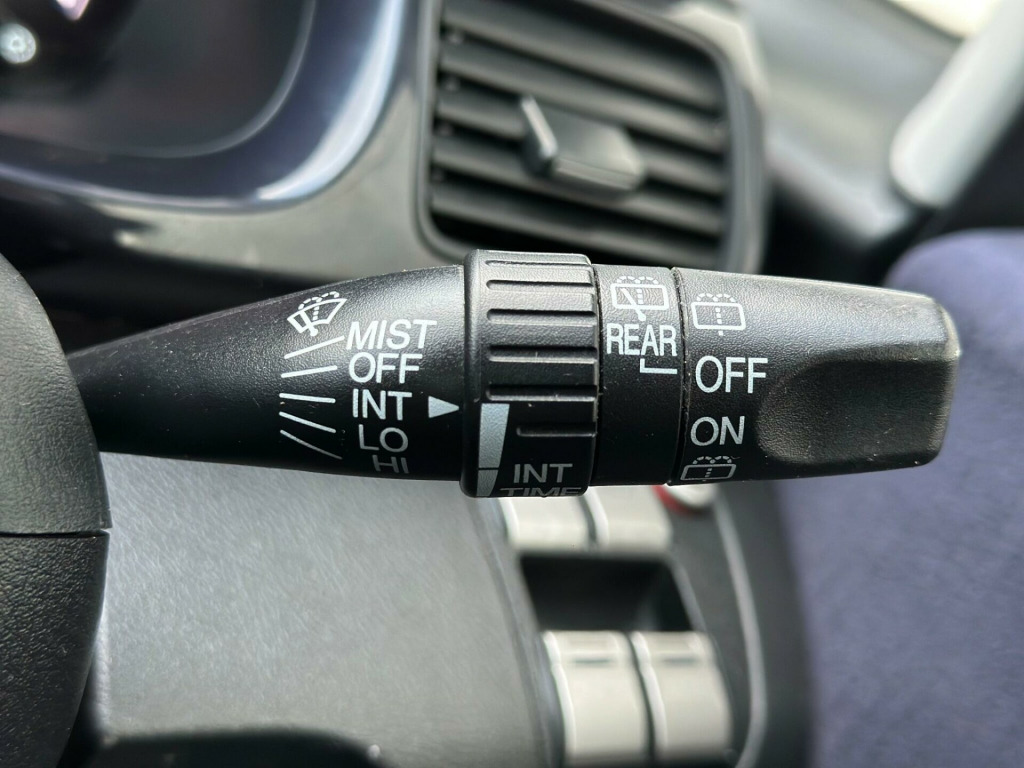 MIST
OFF
INT
LO
HI
INT
TIME
REAR
OFF
ON